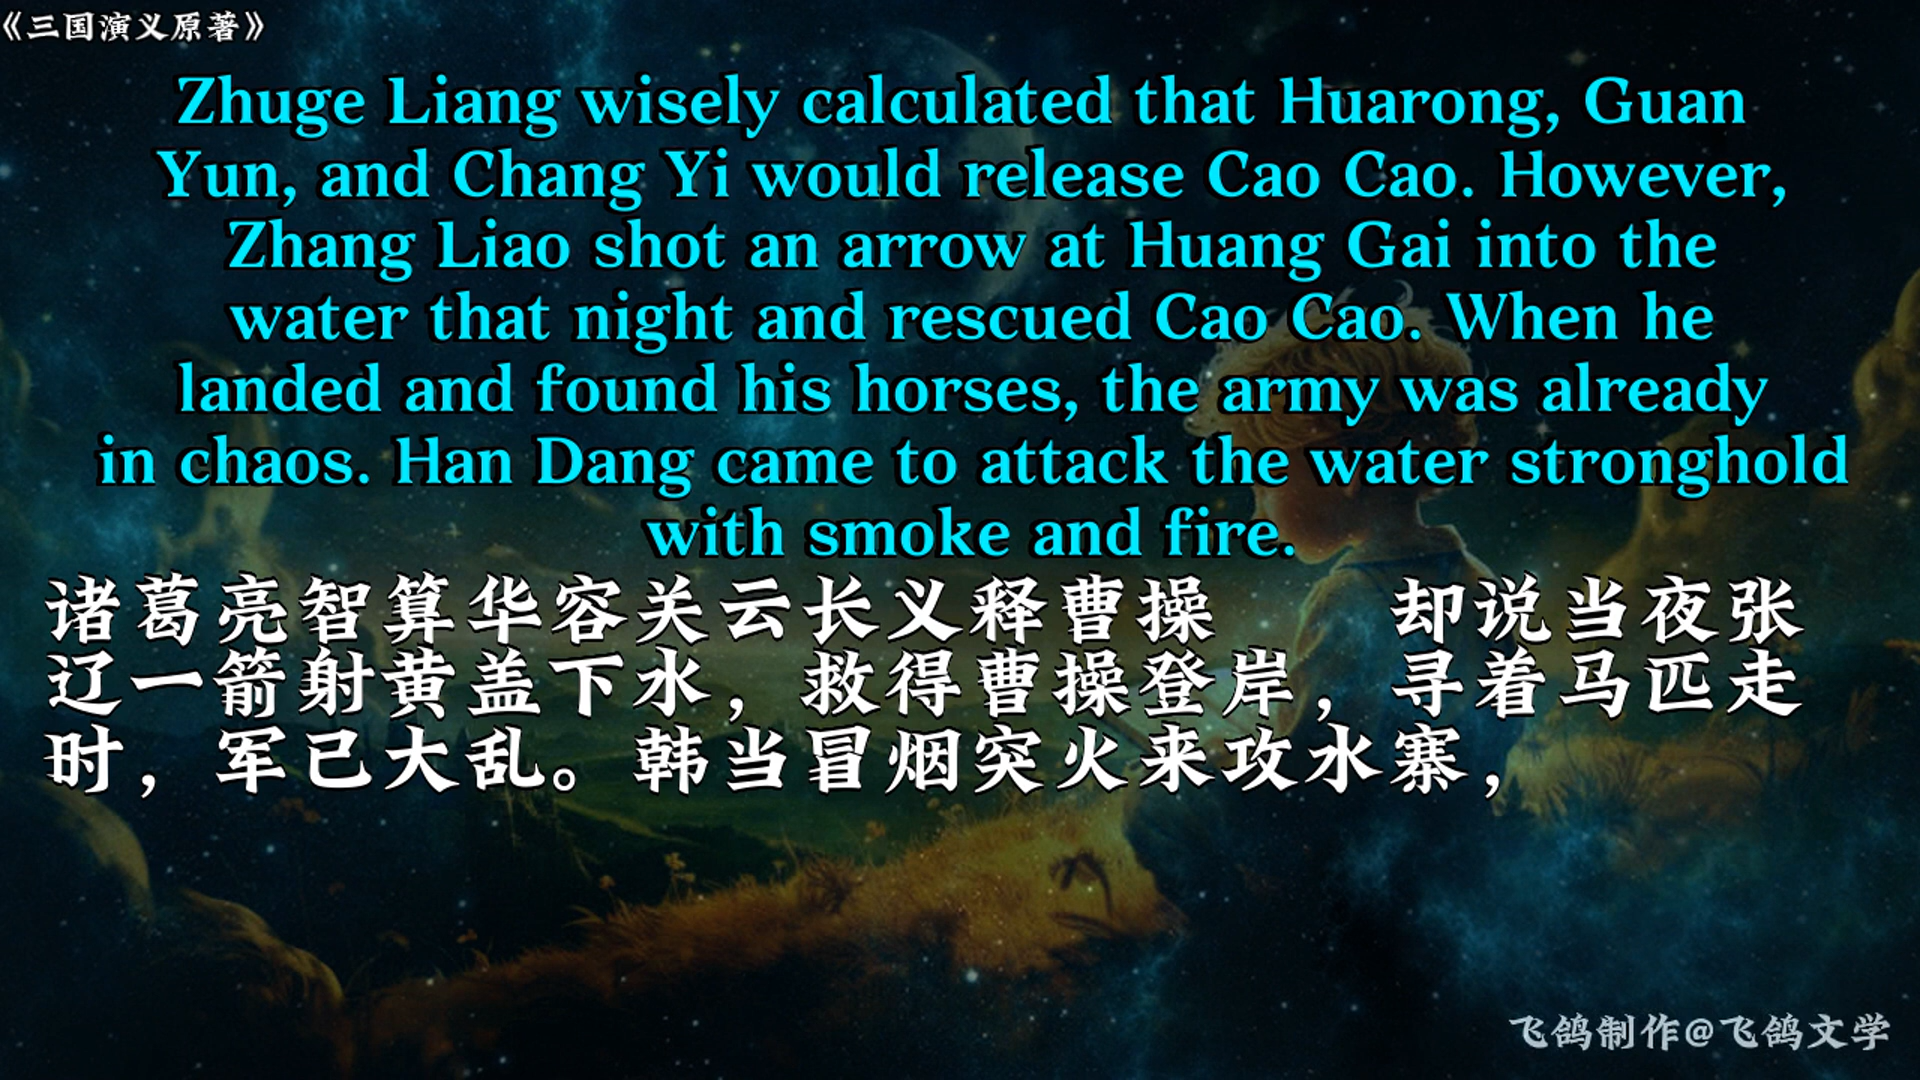 《三国演义原著》
Zhuge Liang wisely calculated that Huarong, Guan
Yun, and Chang Yi would release Cao Cao. However,
Zhang Liao shot an arrow at Huang Gai into the
water that night and rescued Cao Cao. When he
landed and found his horses, the army was already
in chaos. Han Dang came to attack the water stronghold
with smoke and fire.
诸葛亮智算华容关云长义释曹操　　却说当夜张
辽一箭射黄盖下水，救得曹操登岸，寻着马匹走
时，军已大乱。韩当冒烟突火来攻水寨，
飞鸽制作@飞鸽文学